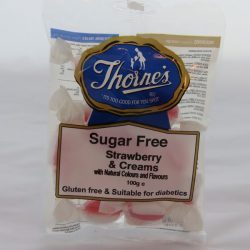 Thorne's
Sugar Free
Strawberry
& Creams
with Natural Colours and Flavours
100g e
Gluten free & Suitable for diabetics